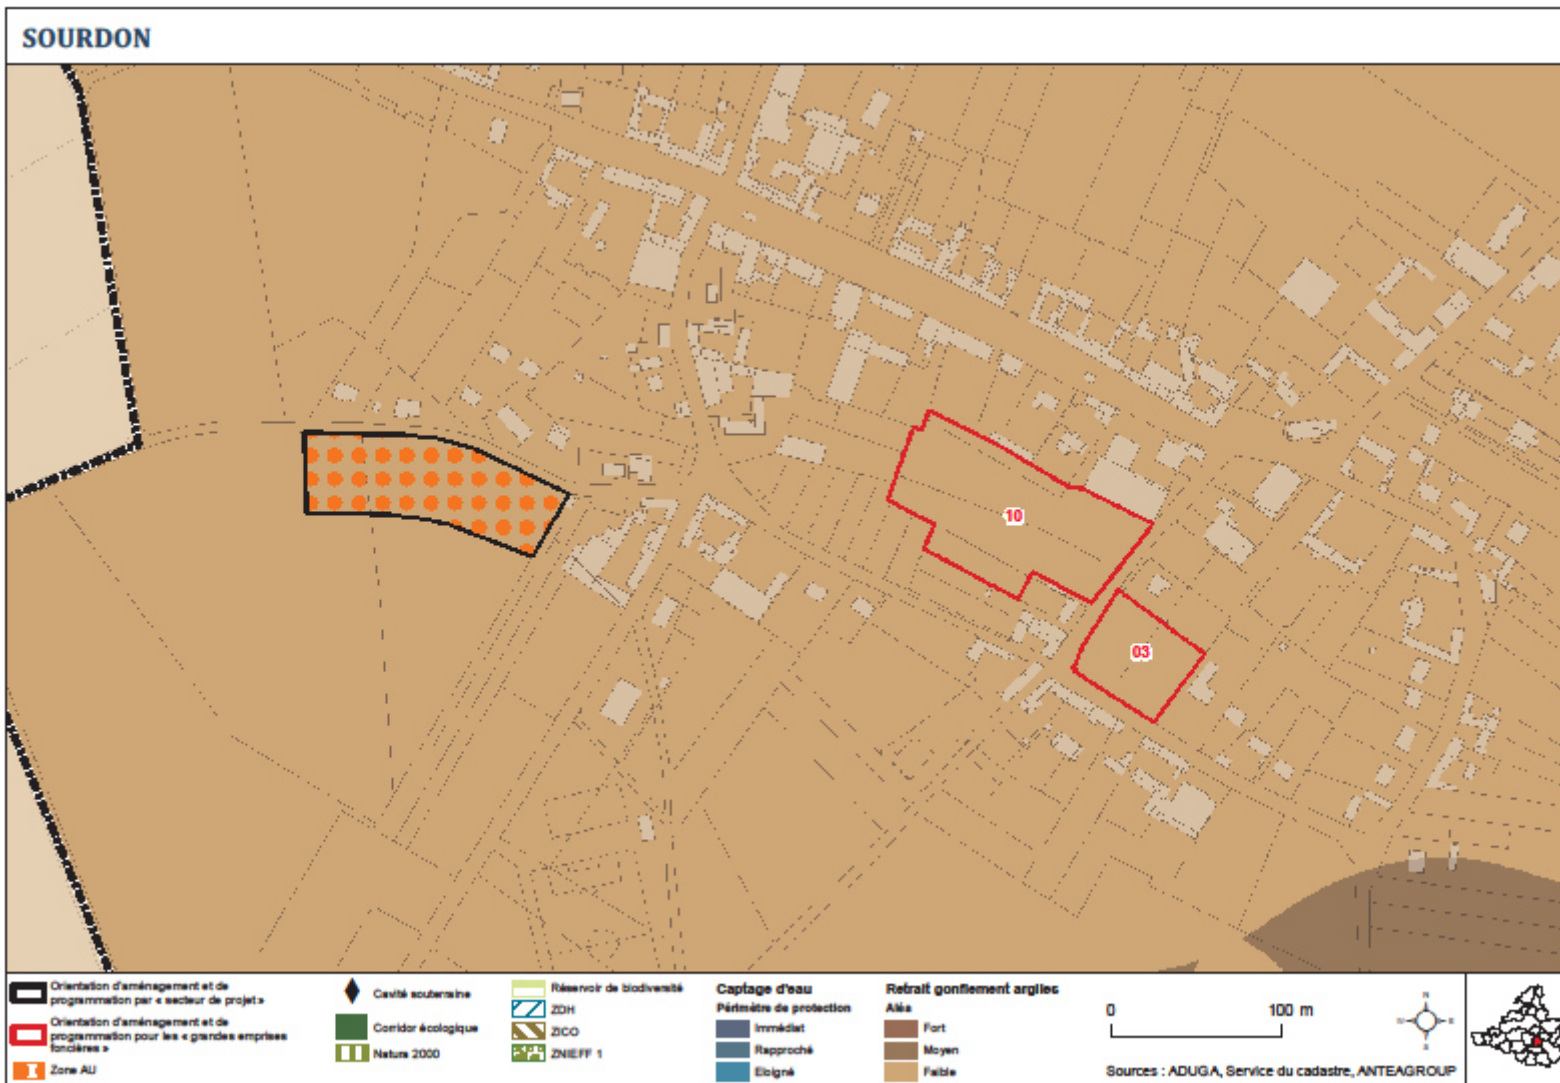 SOURDON
10
03
Orientation d'aménagement et de
programmation par « secteur de projet »
Orientation d'aménagement et de
programmation pour les « grandes emprises
foncières »
Zone AU
Cavité souterraine
Corridor écologique
Natura 2000
Réservoir de biodiversité
ZDH
ZICO
ZNIEFF 1
Captage d'eau
Périmètre de protection
Immédiat
Rapproché
Eloigné
Retrait gonflement argiles
Aléa
Fort
Moyen
Faible
0 100 m
N
E
S
Sources : ADUGA, Service du cadastre, ANTEAGROUP